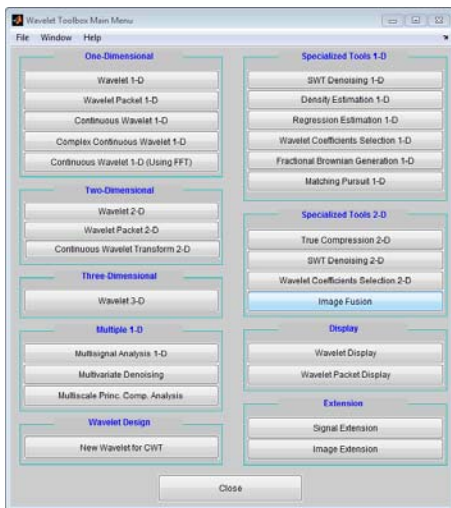 Wavelet Toolbox Main Menu
File Window Help
One-Dimensional
Wavelet 1-D
Wavelet Packet 1-D
Continuous Wavelet 1-D
Complex Continuous Wavelet 1-D
Continuous Wavelet 1-D (Using FFT)
Two-Dimensional
Wavelet 2-D
Wavelet Packet 2-D
Continuous Wavelet Transform 2-D
Three-Dimensional
Wavelet 3-D
Multiple 1-D
Multisignal Analysis 1-D
Multivariate Denoising
Multiscale Princ. Comp. Analysis
Wavelet Design
New Wavelet for CWT
Specialized Tools 1-D
SWT Denoising 1-D
Density Estimation 1-D
Regression Estimation 1-D
Wavelet Coefficients Selection 1-D
Fractional Brownian Generation 1-D
Matching Pursuit 1-D
Specialized Tools 2-D
True Compression 2-D
SWT Denoising 2-D
Wavelet Coefficients Selection 2-D
Image Fusion
Display
Wavelet Display
Wavelet Packet Display
Extension
Signal Extension
Image Extension
Close